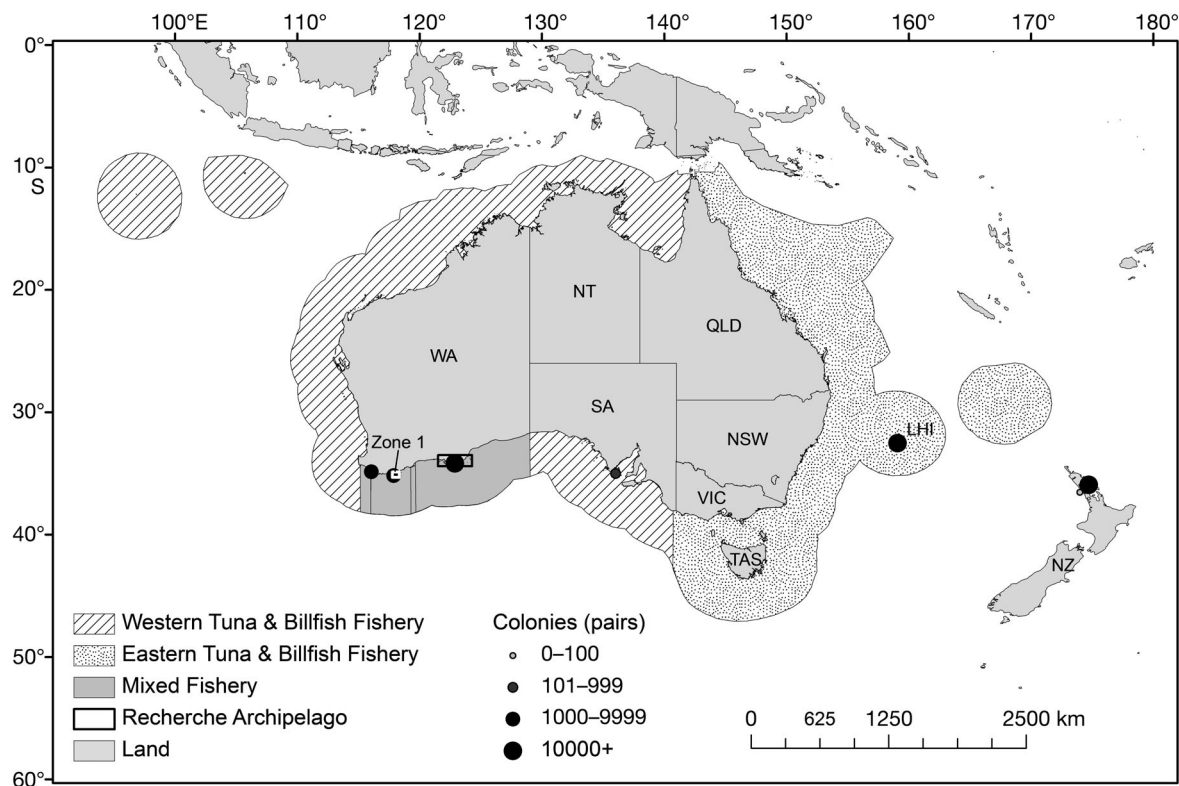 100°E 110° 120° 130° 140° 150° 160° 170° 180°
0°
10°
S
20°
30°
40°
50°
60°
NT
QLD
WA
SA
LHI
NSW
Zone 1
VIC
TAS
NZ
Western Tuna & Billfish Fishery
Eastern Tuna & Billfish Fishery
Mixed Fishery
Recherche Archipelago
Land
Colonies (pairs)
0–100
101–999
1000–9999
10000+
0 625 1250 2500 km